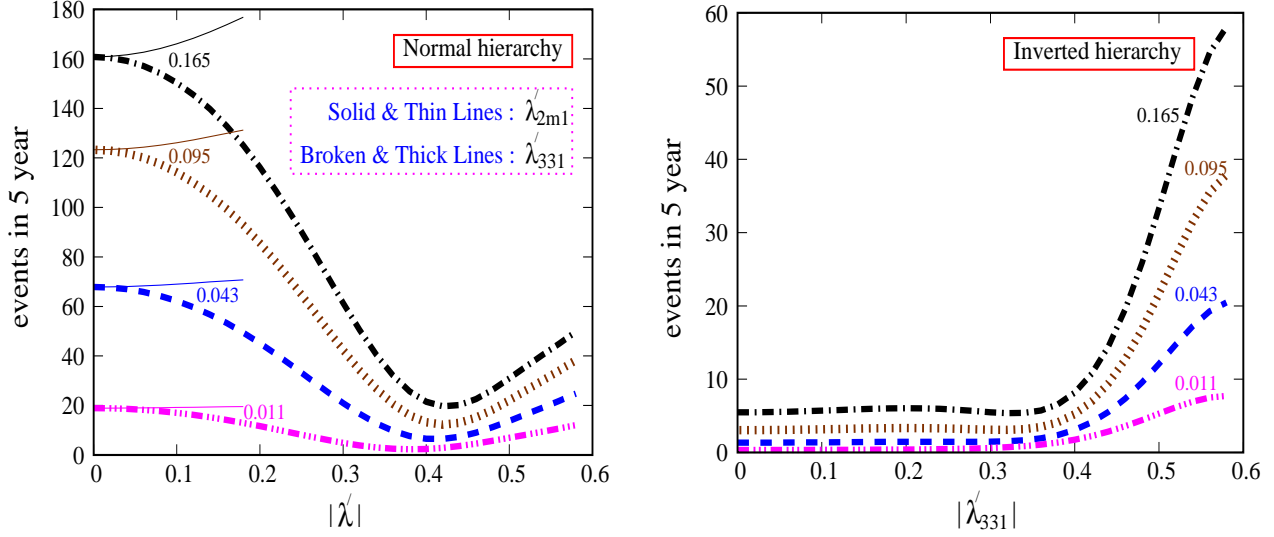 180
160
140
120
100
80
60
40
20
0
events in 5 year
0.165
0.095
0.043
0.011
Normal hierarchy
Solid & Thin Lines : λ′2m1
Broken & Thick Lines : λ′331
0 0.1 0.2 0.3 0.4 0.5 0.6
|λ′|
60
50
40
30
20
10
0
events in 5 year
Inverted hierarchy
0.165
0.095
0.043
0.011
0 0.1 0.2 0.3 0.4 0.5 0.6
|λ′331|